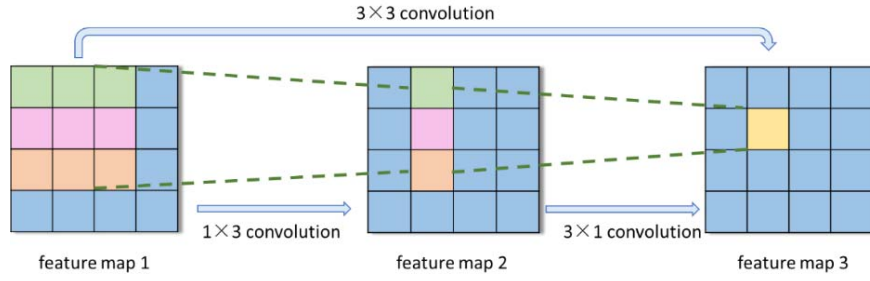 3×3 convolution
1×3 convolution
3×1 convolution
feature map 1
feature map 2
feature map 3